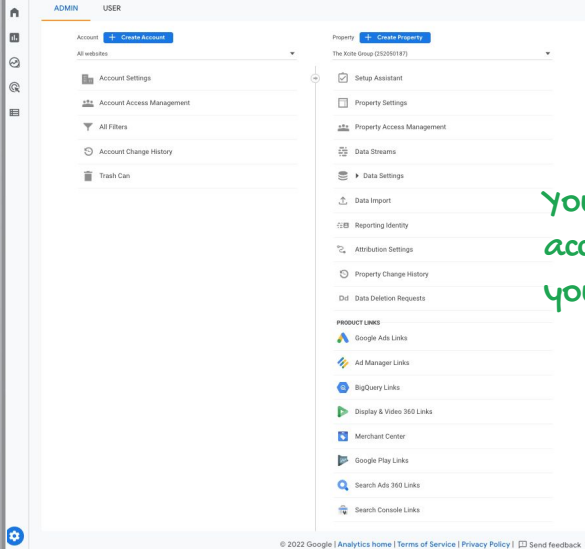 ADMIN USER
Account + Create Account
All websites
Account Settings
Account Access Management
All Filters
Account Change History
Trash Can
Property + Create Property
The Xcite Group (252050187)
Setup Assistant
Property Settings
Property Access Management
Data Streams
Data Settings
Data Import
Reporting Identity
Attribution Settings
Property Change History
Dd Data Deletion Requests
PRODUCT LINKS
Google Ads Links
Ad Manager Links
BigQuery Links
Display & Video 360 Links
Merchant Center
Google Play Links
Search Ads 360 Links
Search Console Links
© 2022 Google | Analytics home | Terms of Service | Privacy Policy | Send feedback